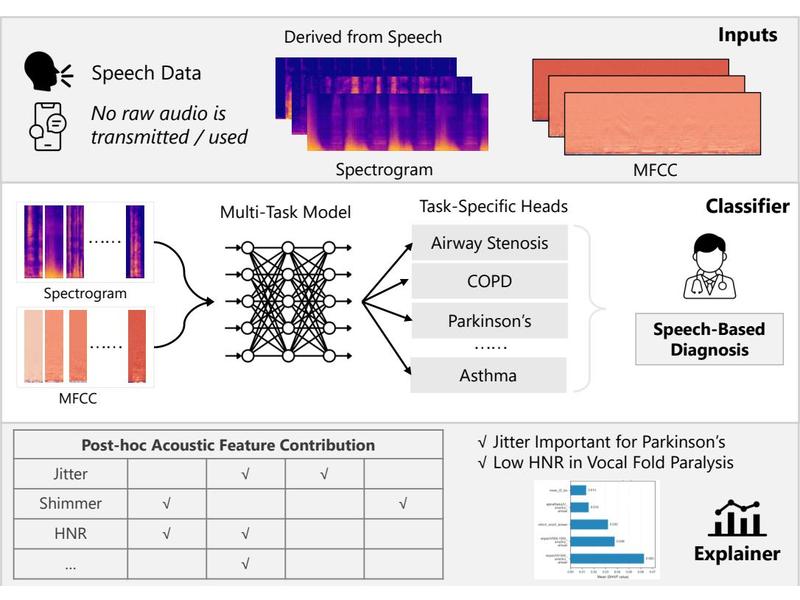 Derived from Speech
Inputs
Speech Data
No raw audio is
transmitted / used
Spectrogram
MFCC
Classifier
Multi-Task Model
Task-Specific Heads
Spectrogram
MFCC
Airway Stenosis
COPD
Parkinson's
......
Asthma
Speech-Based
Diagnosis
Post-hoc Acoustic Feature Contribution
Jitter √ √
Shimmer √ √
HNR √ √
... √
√ Jitter Important for Parkinson's
√ Low HNR in Vocal Fold Paralysis
Explainer